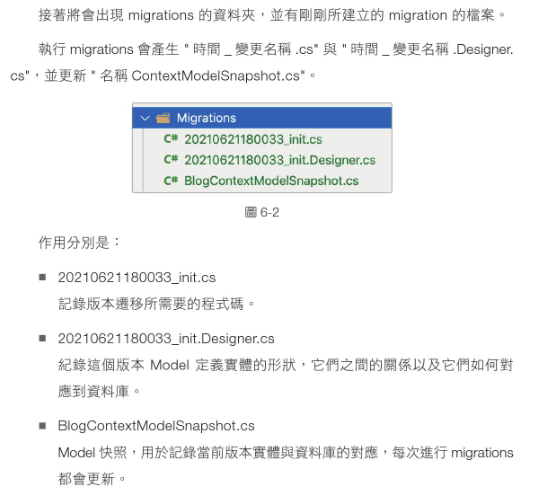 接著將會出現 migrations 的資料夾，並有剛剛所建立的 migration 的檔案。
執行 migrations 會產生 " 時間 _ 變更名稱 .cs" 與 " 時間 _ 變更名稱 .Designer.
cs"，並更新 " 名稱 ContextModelSnapshot.cs"。
Migrations
C# 20210621180033_init.cs
C# 20210621180033_init.Designer.cs
C# BlogContextModelSnapshot.cs
圖 6-2
作用分別是：
■ 20210621180033_init.cs
記錄版本遷移所需要的程式碼。
■ 20210621180033_init.Designer.cs
紀錄這個版本 Model 定義實體的形狀，它們之間的關係以及它們如何對
應到資料庫。
■ BlogContextModelSnapshot.cs
Model 快照，用於記錄當前版本實體與資料庫的對應，每次進行 migrations
都會更新。